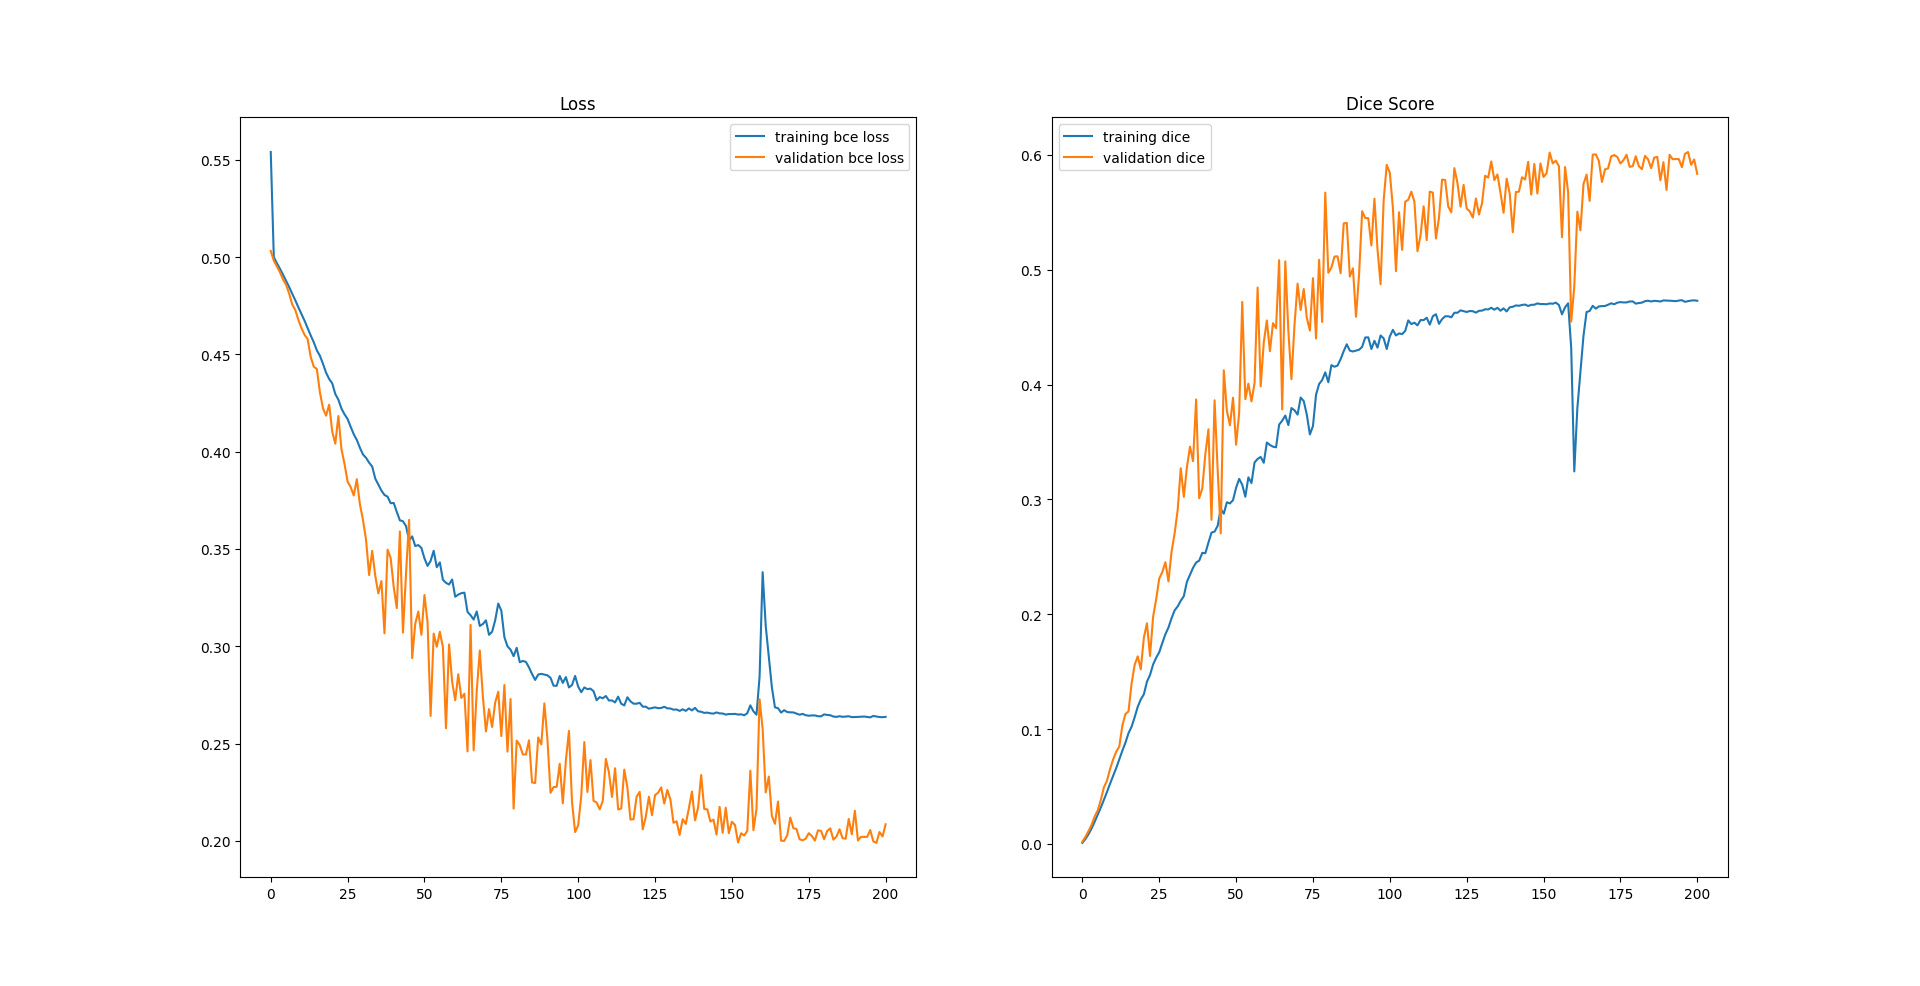 Loss
training bce loss
validation bce loss
0.55
0.50
0.45
0.40
0.35
0.30
0.25
0.20
0 25 50 75 100 125 150 175 200
Dice Score
training dice
validation dice
0.6
0.5
0.4
0.3
0.2
0.1
0.0
0 25 50 75 100 125 150 175 200